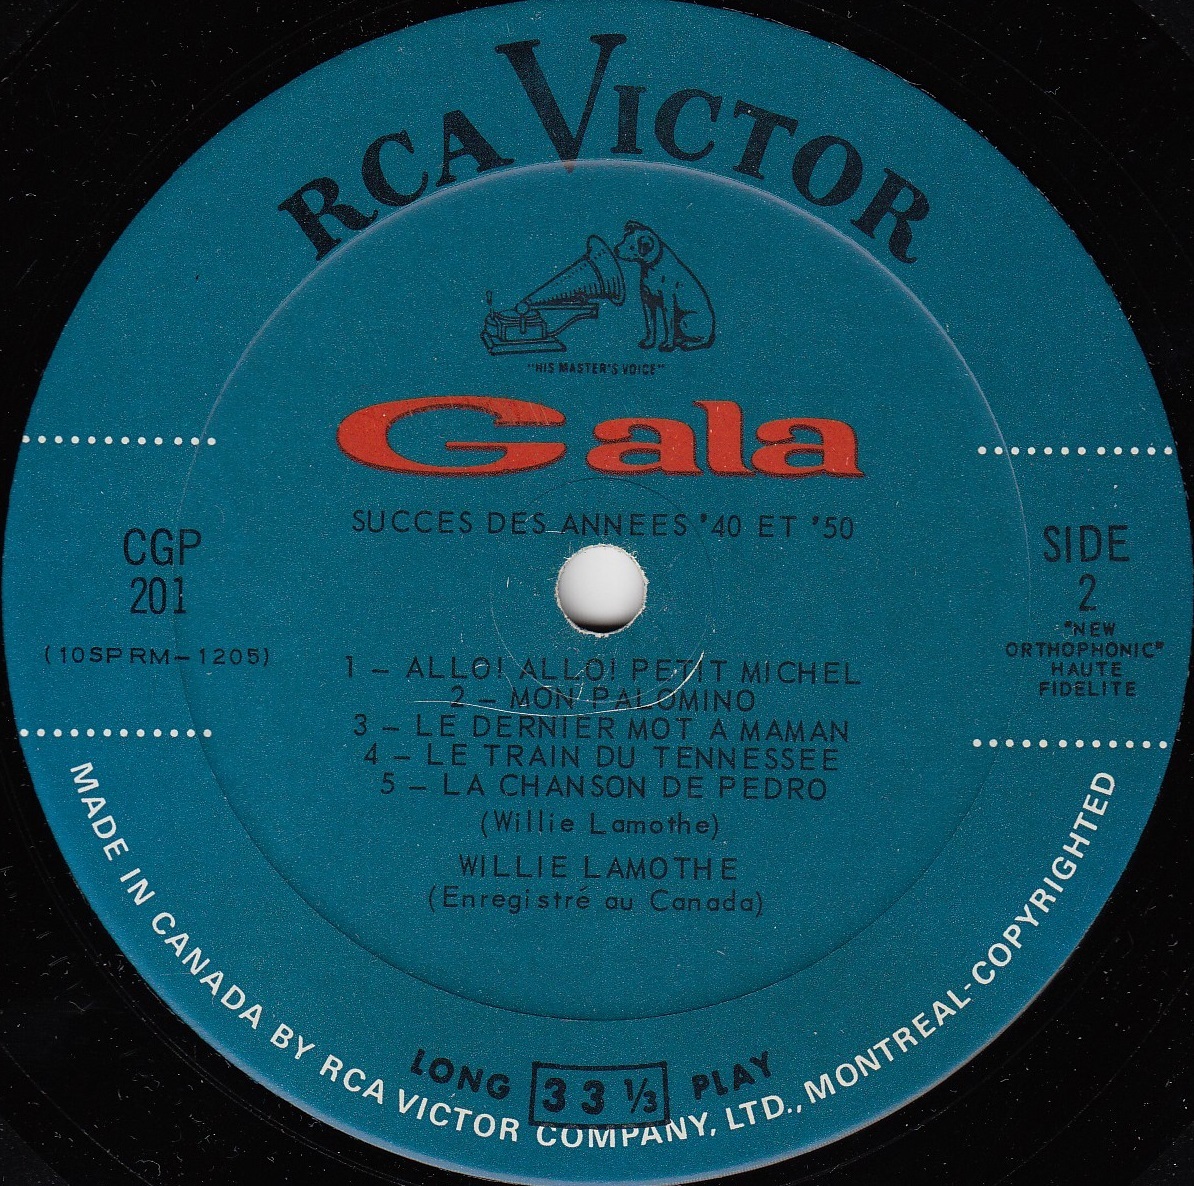 RCA VICTOR
"HIS MASTER'S VOICE"
Gala
SUCCES DES ANNEES '40 ET '50
CGP
201
(10SPRM-1205)
SIDE
2
"NEW
ORTHOPHONIC"
HAUTE
FIDELITE
1 - ALLO! ALLO! PETIT MICHEL
2 - MON PALOMINO
3 - LE DERNIER MOT A MAMAN
4 - LE TRAIN DU TENNESSEE
5 - LA CHANSON DE PEDRO
(Willie Lamothe)
WILLIE LAMOTHE
(Enregistré au Canada)
LONG 33 ⅓ PLAY
MADE IN CANADA BY RCA VICTOR COMPANY, LTD., MONTREAL-COPYRIGHTED